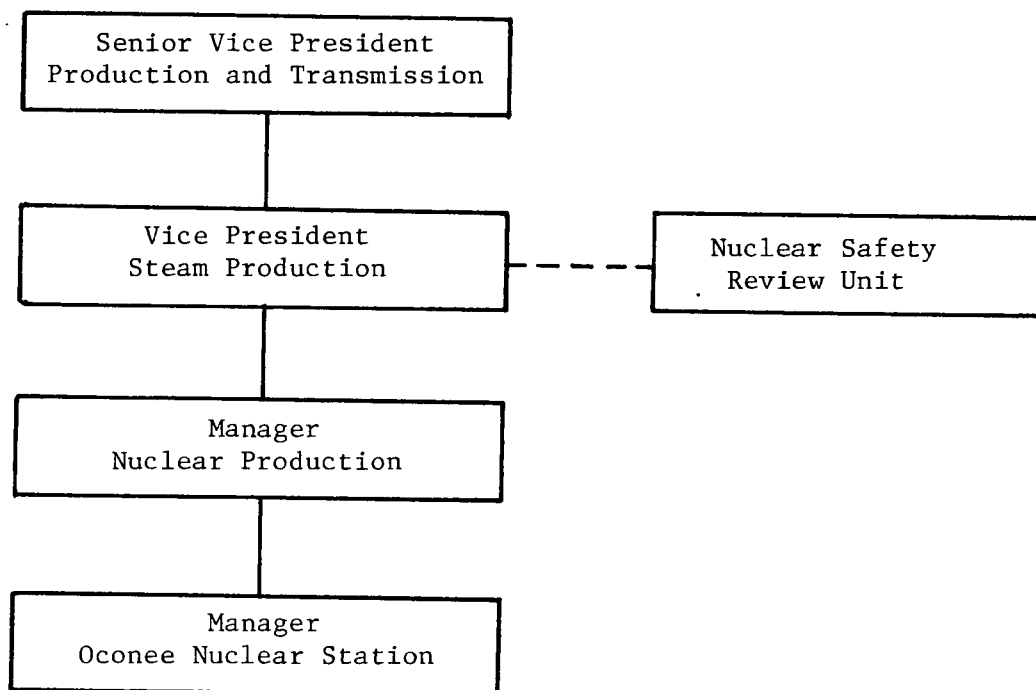 Senior Vice President
Production and Transmission
Vice President
Steam Production
Nuclear Safety
Review Unit
Manager
Nuclear Production
Manager
Oconee Nuclear Station